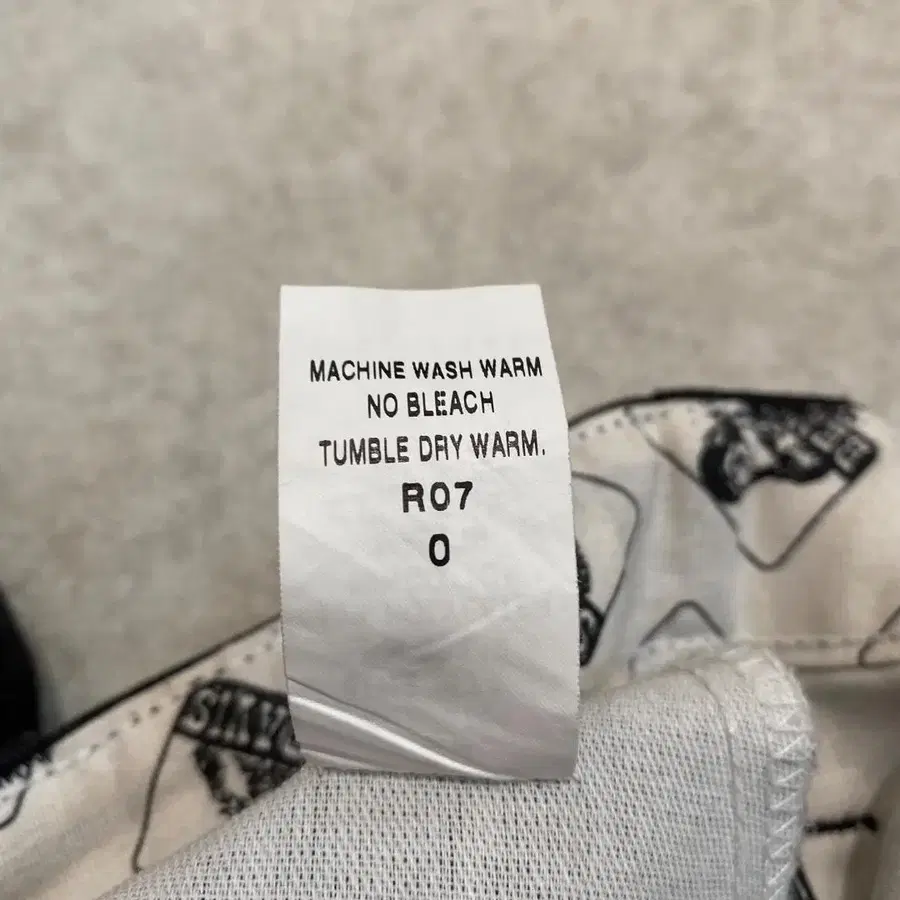 MACHINE WASH WARM
NO BLEACH
TUMBLE DRY WARM.
R07
0